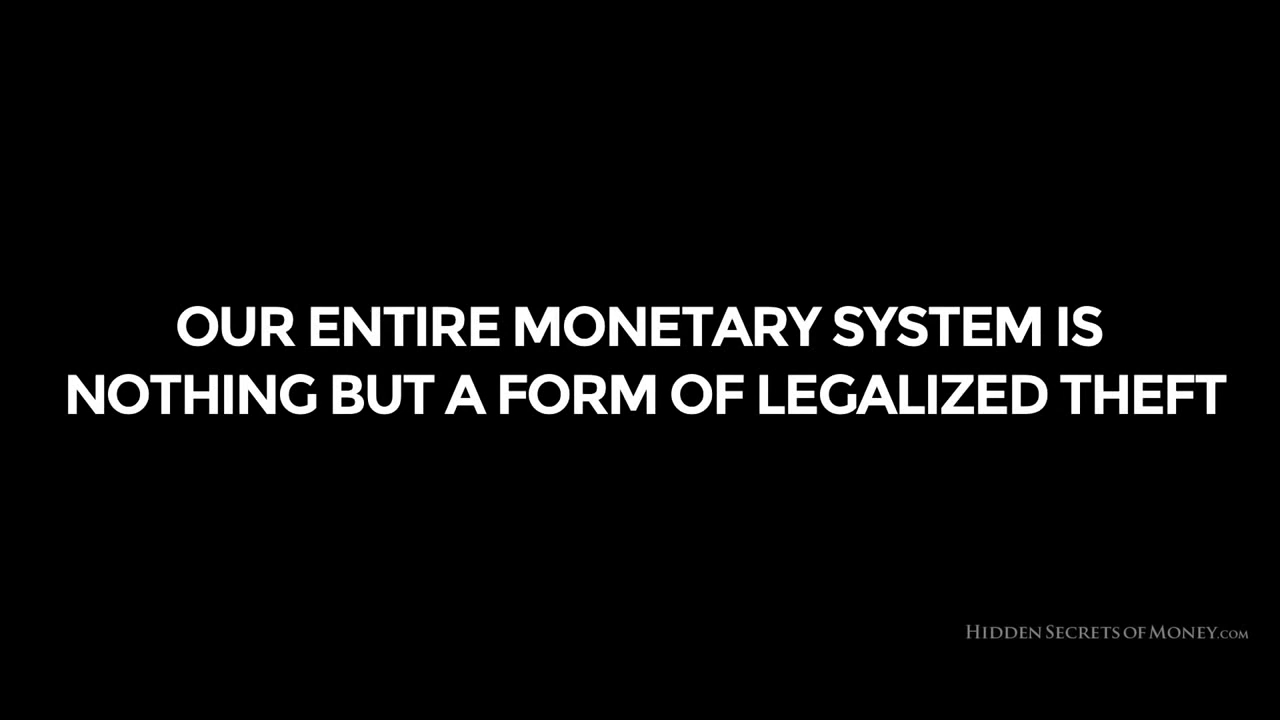 OUR ENTIRE MONETARY SYSTEM IS
NOTHING BUT A FORM OF LEGALIZED THEFT
HIDDEN SECRETS OF MONEY.COM